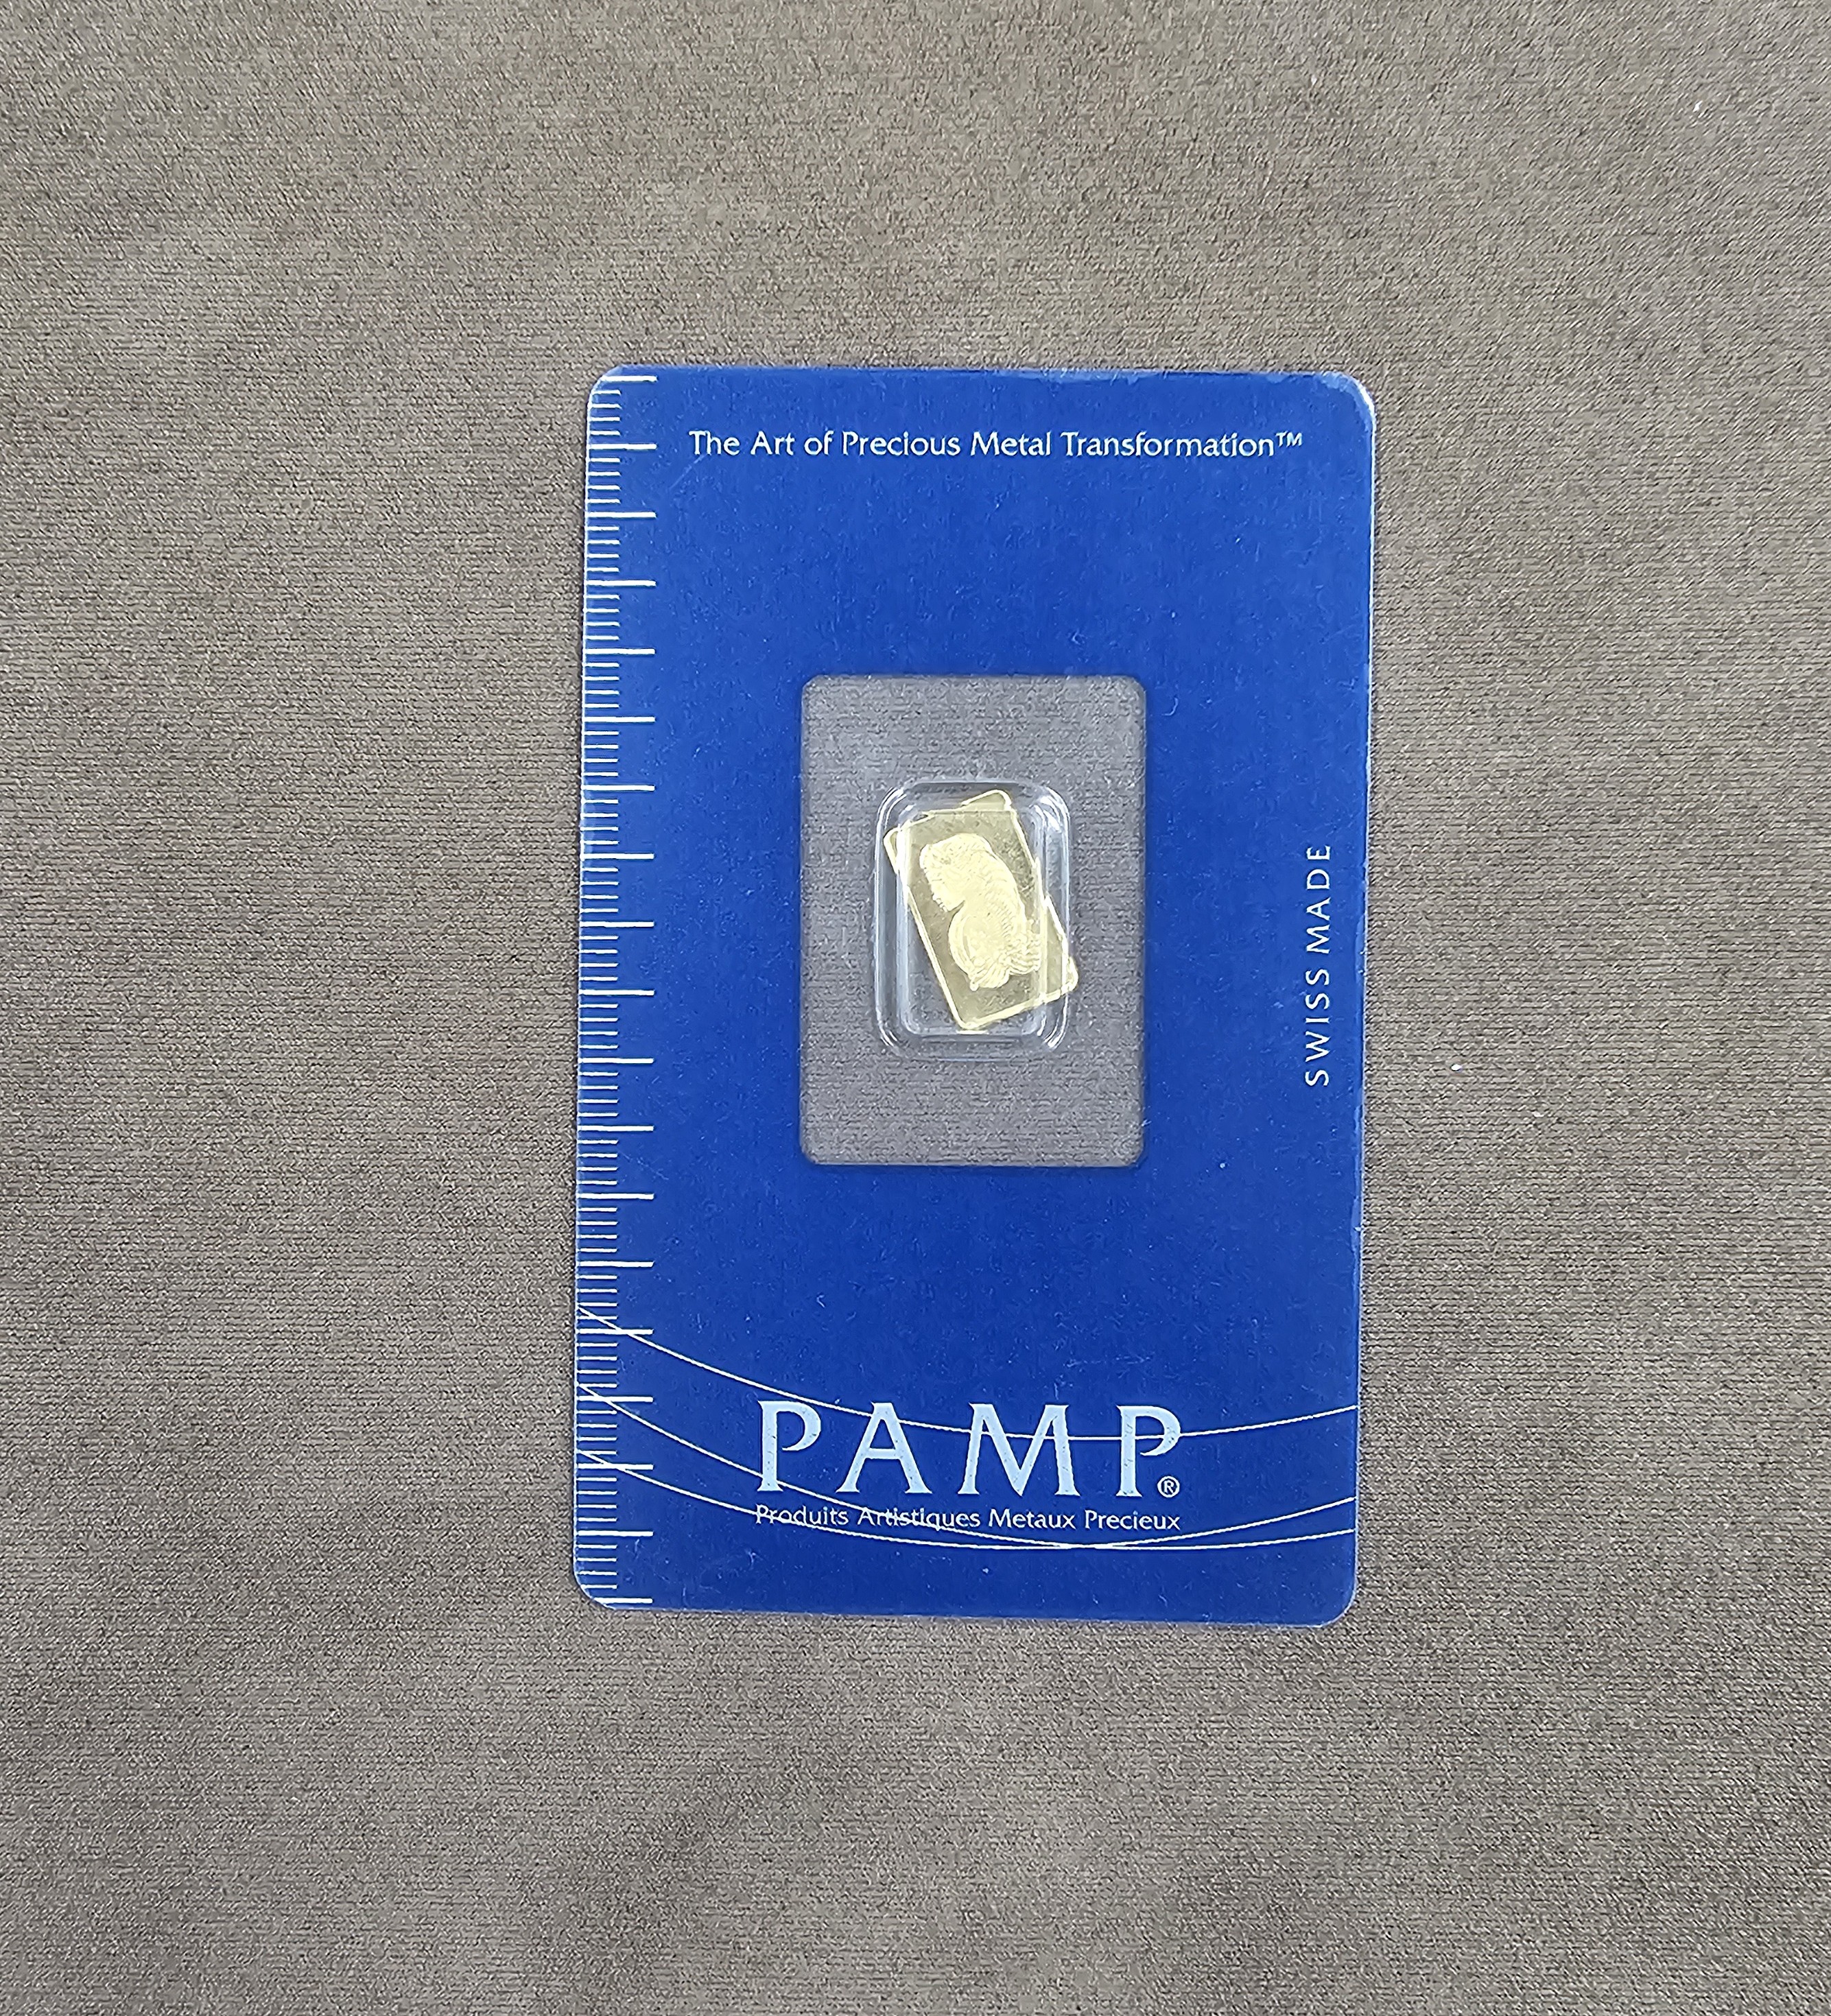 The Art of Precious Metal Transformation™
SWISS MADE
PAMP®
Produits Artistiques Metaux Precieux